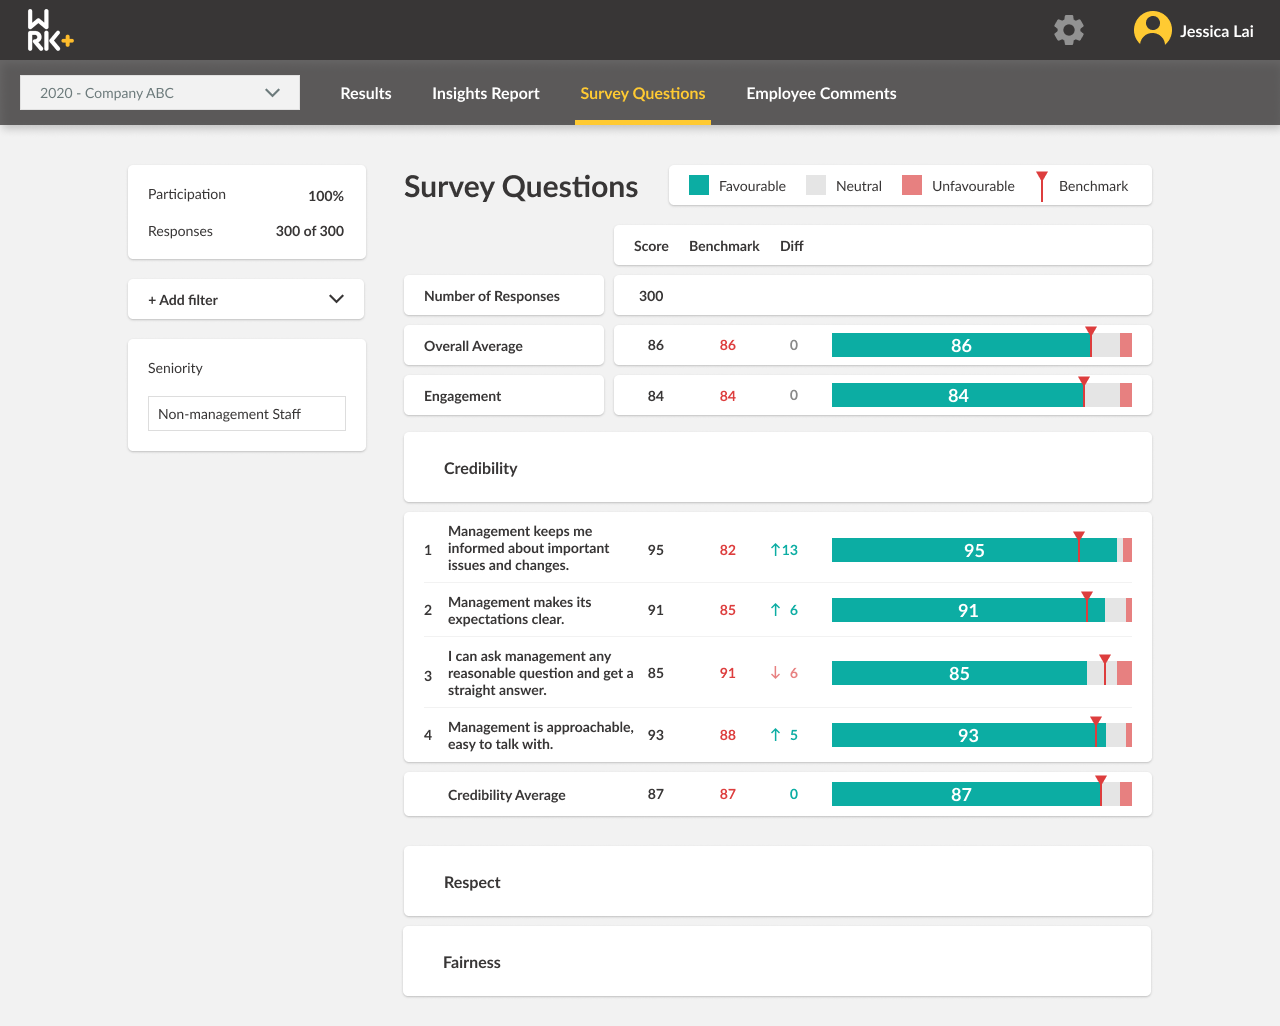 W
RK+
Jessica Lai
2020 - Company ABC
Results
Insights Report
Survey Questions
Employee Comments
Participation 100%
Responses 300 of 300
+ Add filter
Seniority
Non-management Staff
Survey Questions
Favourable
Neutral
Unfavourable
Benchmark
Score Benchmark Diff
Number of Responses 300
Overall Average 86 86 0 86
Engagement 84 84 0 84
Credibility
1 Management keeps me
informed about important
issues and changes.
95 82 ↑13 95
2 Management makes its
expectations clear.
91 85 ↑ 6 91
3 I can ask management any
reasonable question and get a
straight answer.
85 91 ↓ 6 85
4 Management is approachable,
easy to talk with.
93 88 ↑ 5 93
Credibility Average 87 87 0 87
Respect
Fairness